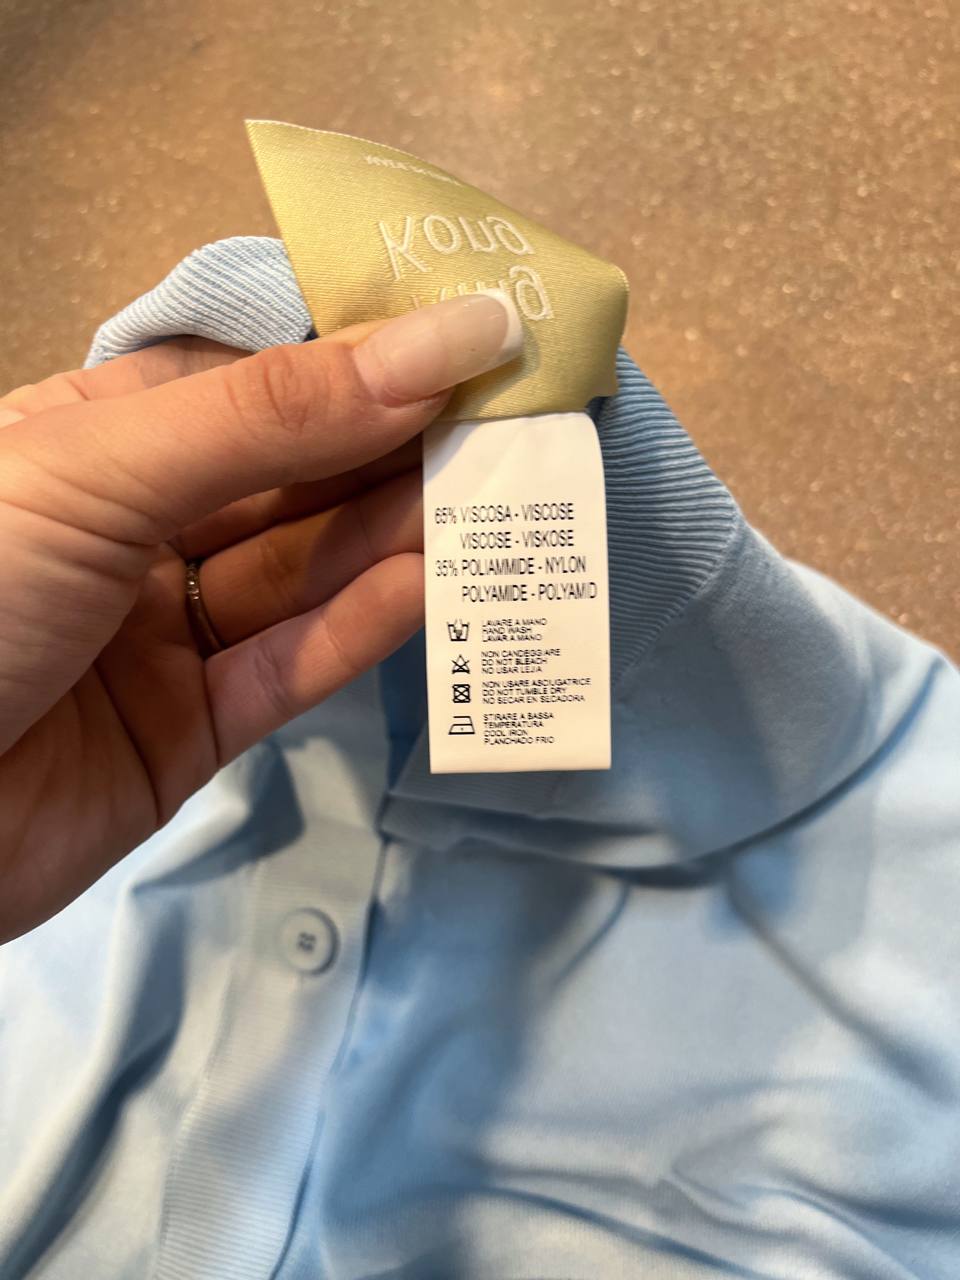 Kong
65% VISCOSA - VISCOSE
VISCOSE - VISKOSE
35% POLIAMMIDE - NYLON
POLYAMIDE - POLYAMID
LAVARE A MANO
HAND WASH
LAVAR A MANO
NON CANDEGGIARE
DO NOT BLEACH
NO USAR LEJIA
NON USARE ASCIUGATRICE
DO NOT TUMBLE DRY
NO SECAR EN SECADORA
STIRARE A BASSA
TEMPERATURA
COOL IRON
PLANCHADO FRIO